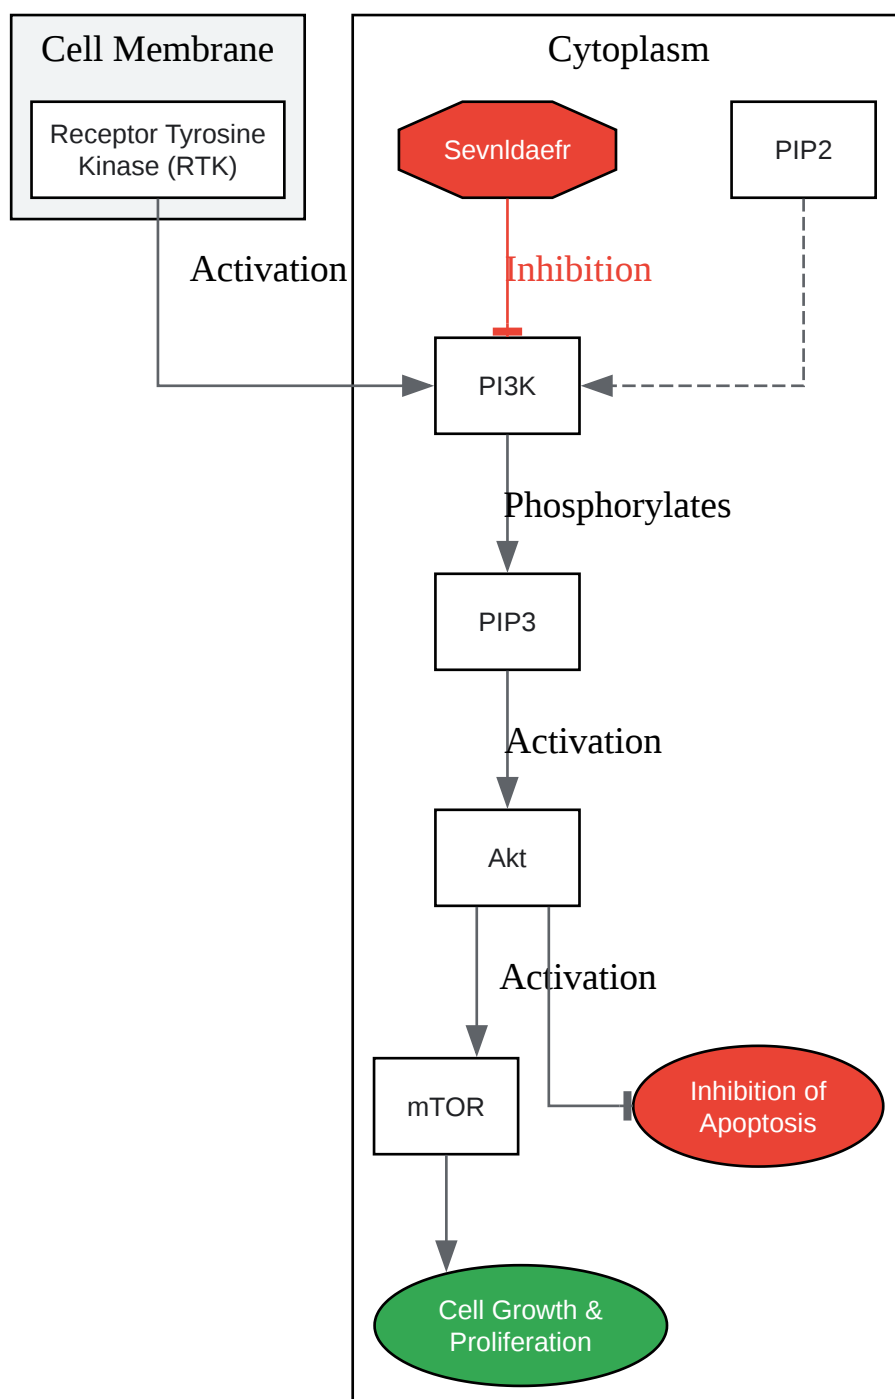 Cell Membrane
Cytoplasm
Receptor Tyrosine
Kinase (RTK)
Sevnldaefr
PIP2
Activation
Inhibition
PI3K
Phosphorylates
PIP3
Activation
Akt
Activation
mTOR
Inhibition of
Apoptosis
Cell Growth &
Proliferation